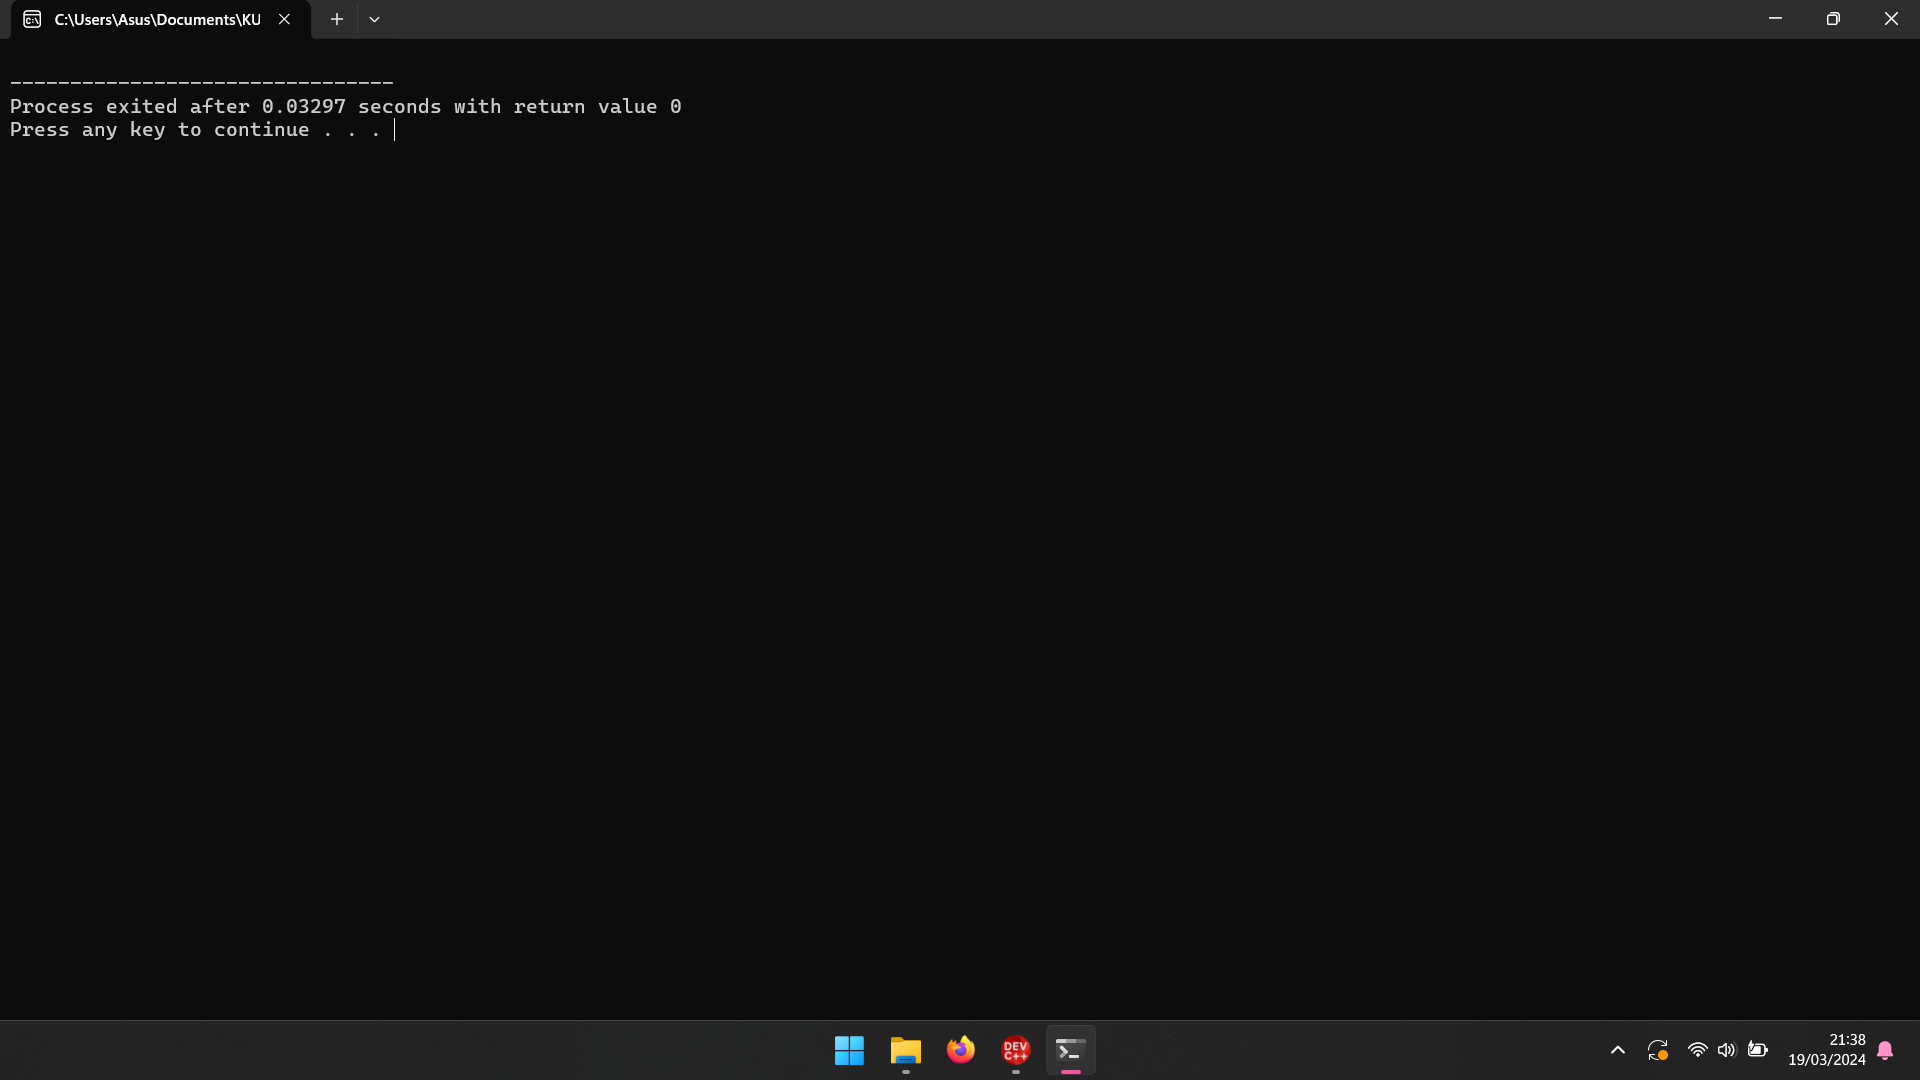 C:\Users\Asus\Documents\KU
--------------------------------
Process exited after 0.03297 seconds with return value 0
Press any key to continue . . .
DEV
C++
21:38
19/03/2024